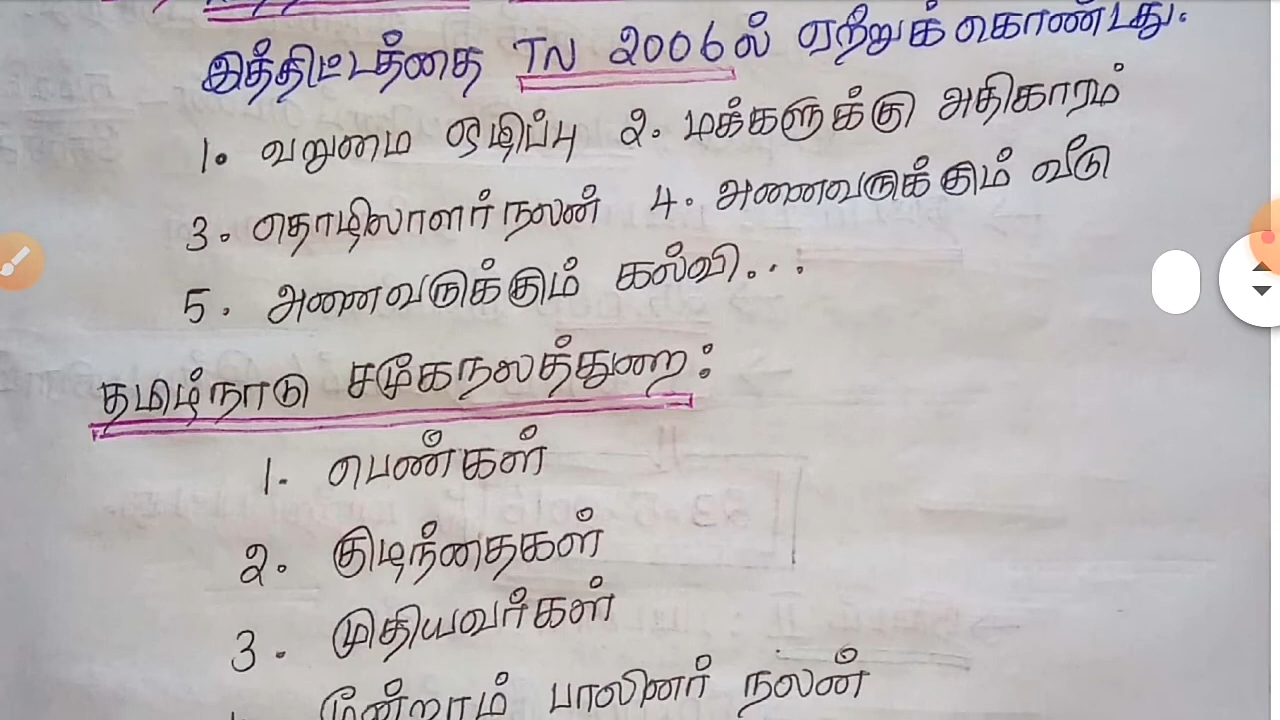 இத்திட்டத்தை TN 2006ல் ஏற்றுக் கொண்டது.
1. வறுமை ஒழிப்பு 2. மக்களுக்கு அதிகாரம்
3. தொழிலாளர்நலன் 4. அனைவருக்கும் வீடு
5. அனைவருக்கும் கல்வி...
தமிழ்நாடு சமூகநலத்துறை:
1. பெண்கள்
2. குழந்தைகள்
3. முதியவர்கள்
மூன்றாம் பாலினர் நலன்